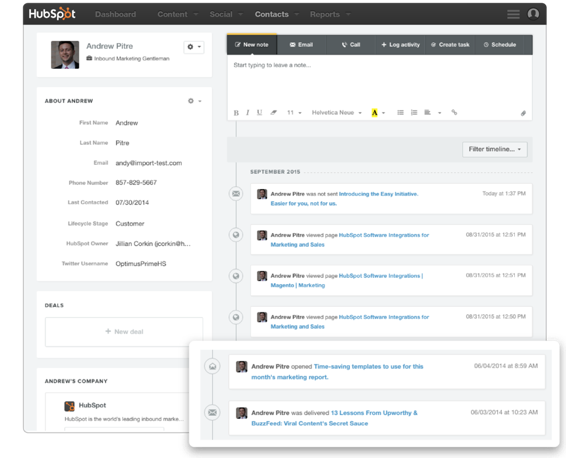 HubSpot Dashboard Content Social Contacts Reports
Andrew Pitre
Inbound Marketing Gentleman
ABOUT ANDREW
First Name Andrew
Last Name Pitre
Email andy@import-test.com
Phone Number 857-829-5667
Last Contacted 07/30/2014
Lifecycle Stage Customer
HubSpot Owner Jillian Corkin (jcorkin@h...
Twitter Username OptimusPrimeHS
DEALS
+ New deal
ANDREW'S COMPANY
HubSpot
HubSpot is the world's leading inbound marke...
New note Email Call + Log activity Create task Schedule
Start typing to leave a note...
B I U 11 Helvetica Neue A
Filter timeline...
SEPTEMBER 2015
Andrew Pitre was not sent Introducing the Easy Initiative. Today at 1:37 PM
Easier for you, not for us.
Andrew Pitre viewed page HubSpot Software Integrations for 08/31/2015 at 12:51 PM
Marketing and Sales
Andrew Pitre viewed page HubSpot Software Integrations | 08/31/2015 at 12:51 PM
Magento | Marketing
Andrew Pitre viewed page HubSpot Software Integrations for 08/31/2015 at 12:50 PM
Marketing and Sales
Andrew Pitre opened Time-saving templates to use for this 06/04/2014 at 8:59 AM
month's marketing report.
Andrew Pitre was delivered 13 Lessons From Upworthy & 06/03/2014 at 10:23 AM
BuzzFeed: Viral Content's Secret Sauce